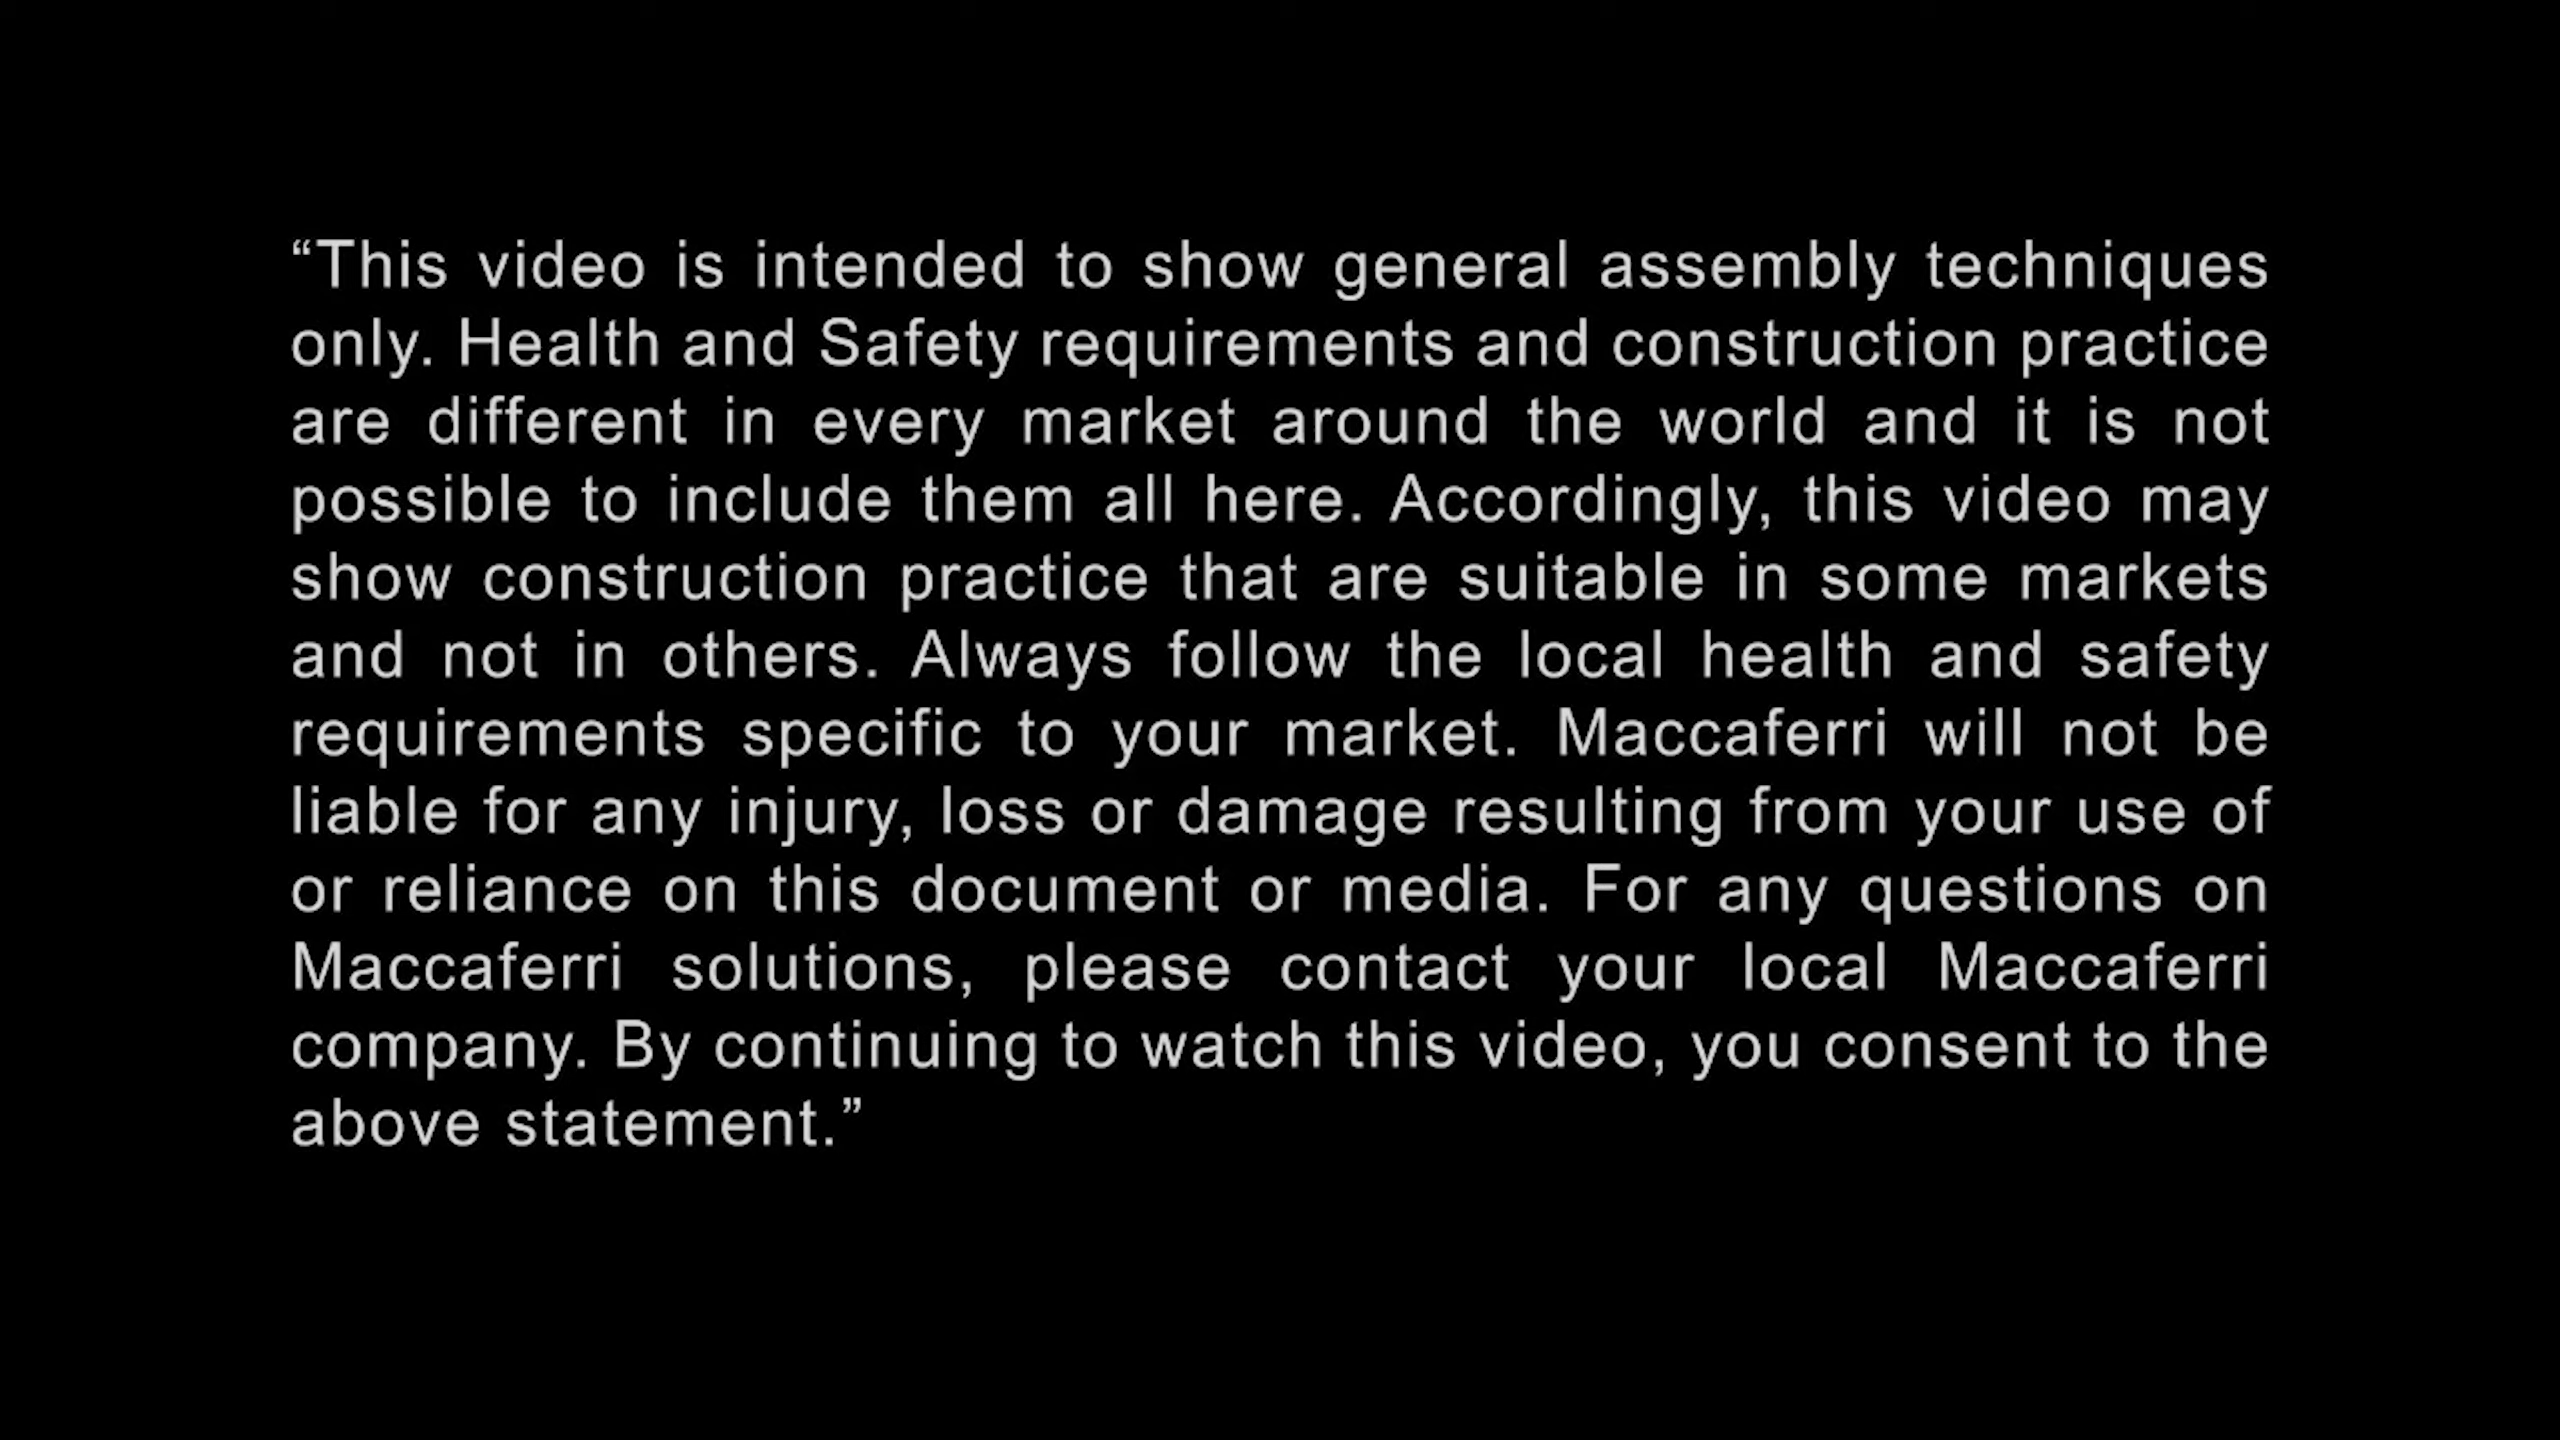 “This video is intended to show general assembly techniques
only. Health and Safety requirements and construction practice
are different in every market around the world and it is not
possible to include them all here. Accordingly, this video may
show construction practice that are suitable in some markets
and not in others. Always follow the local health and safety
requirements specific to your market. Maccaferri will not be
liable for any injury, loss or damage resulting from your use of
or reliance on this document or media. For any questions on
Maccaferri solutions, please contact your local Maccaferri
company. By continuing to watch this video, you consent to the
above statement.”